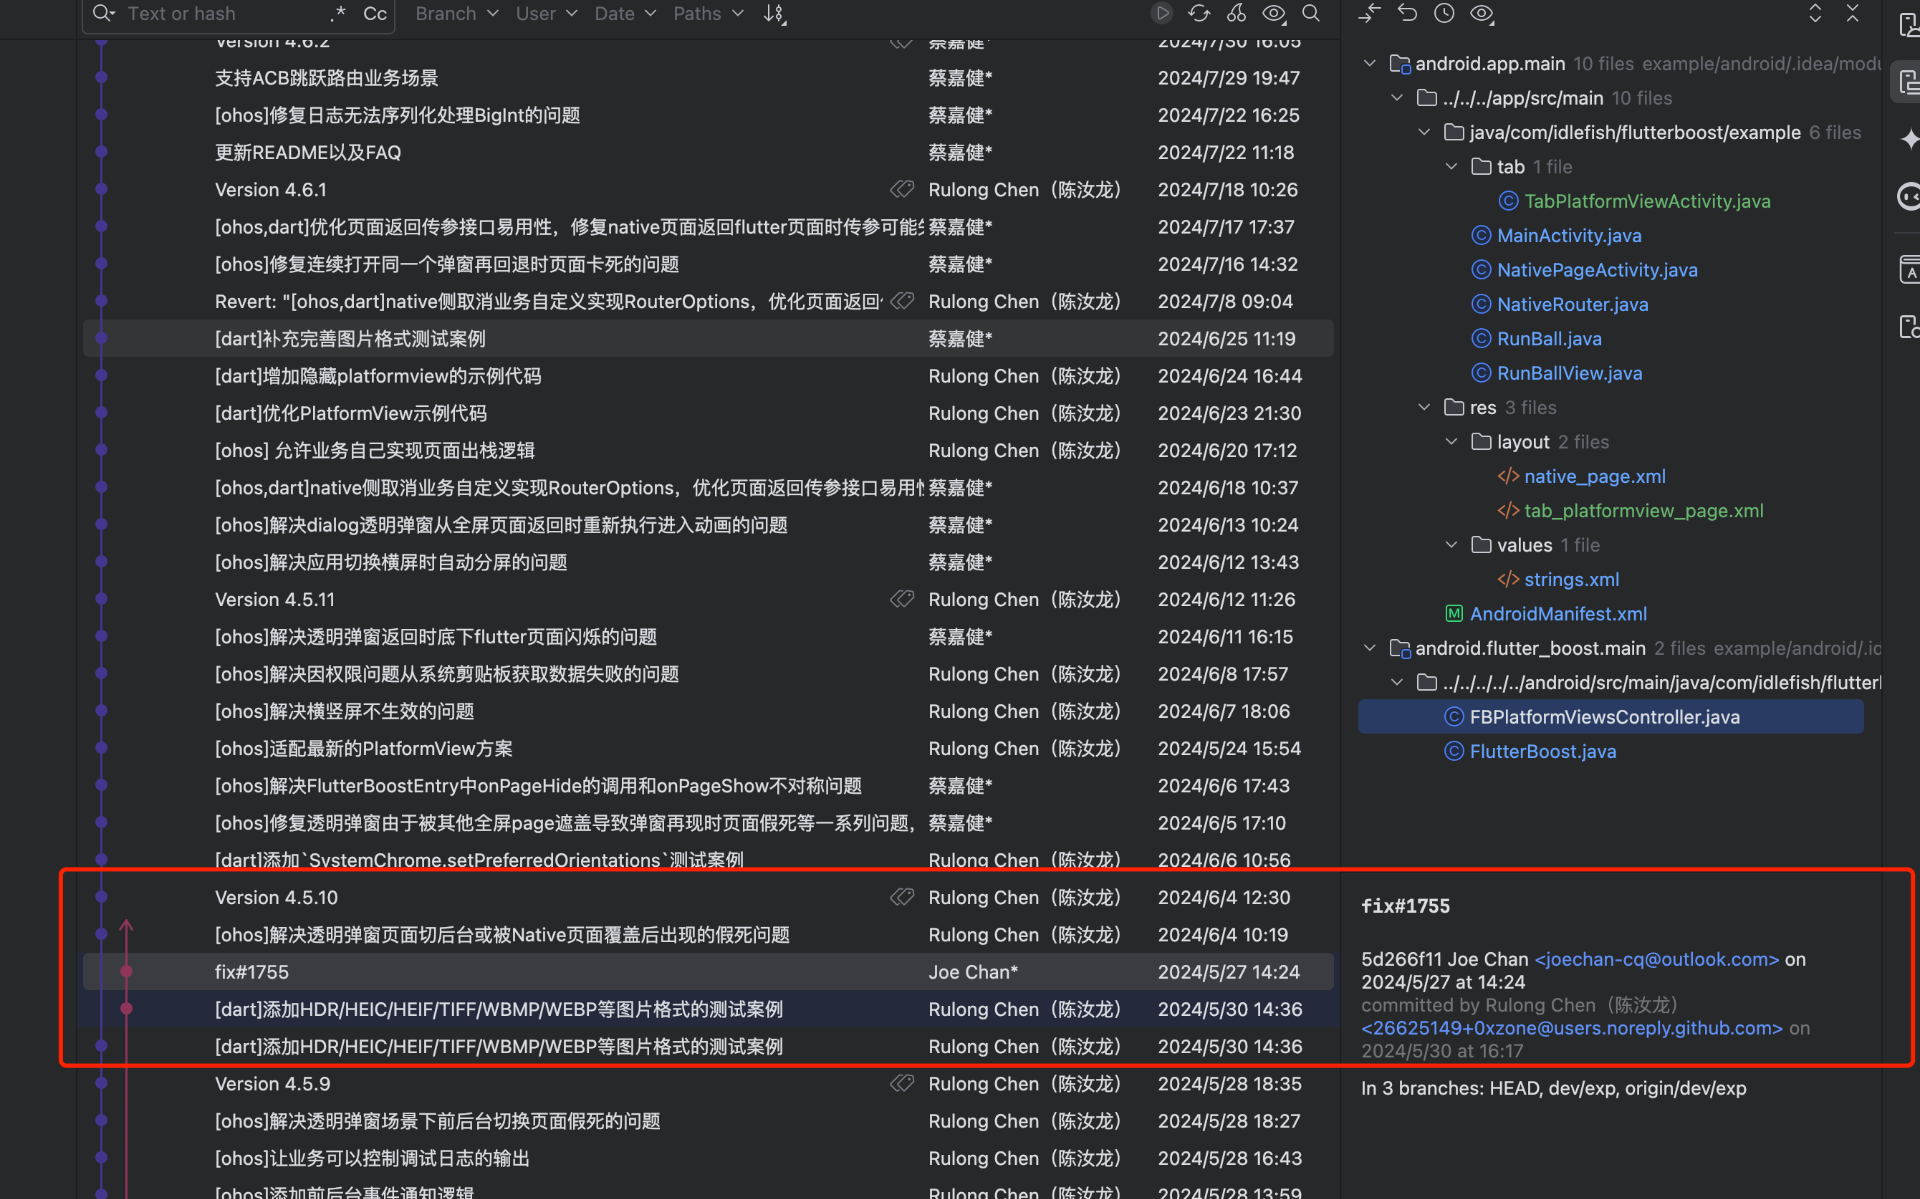 Text or hash .* Cc Branch User Date Paths
Version 4.6.2 蔡嘉健* 2024/7/30 16:05
支持ACB跳跃路由业务场景 蔡嘉健* 2024/7/29 19:47
[ohos]修复日志无法序列化处理BigInt的问题 蔡嘉健* 2024/7/22 16:25
更新README以及FAQ 蔡嘉健* 2024/7/22 11:18
Version 4.6.1 Rulong Chen（陈汝龙） 2024/7/18 10:26
[ohos,dart]优化页面返回传参接口易用性，修复native页面返回flutter页面时传参可能 蔡嘉健* 2024/7/17 17:37
[ohos]修复连续打开同一个弹窗再回退时页面卡死的问题 蔡嘉健* 2024/7/16 14:32
Revert: "[ohos,dart]native侧取消业务自定义实现RouterOptions，优化页面返回 Rulong Chen（陈汝龙） 2024/7/8 09:04
[dart]补充完善图片格式测试案例 蔡嘉健* 2024/6/25 11:19
[dart]增加隐藏platformview的示例代码 Rulong Chen（陈汝龙） 2024/6/24 16:44
[dart]优化PlatformView示例代码 Rulong Chen（陈汝龙） 2024/6/23 21:30
[ohos] 允许业务自己实现页面出栈逻辑 Rulong Chen（陈汝龙） 2024/6/20 17:12
[ohos,dart]native侧取消业务自定义实现RouterOptions，优化页面返回传参接口易用 蔡嘉健* 2024/6/18 10:37
[ohos]解决dialog透明弹窗从全屏页面返回时重新执行进入动画的问题 蔡嘉健* 2024/6/13 10:24
[ohos]解决应用切换横屏时自动分屏的问题 蔡嘉健* 2024/6/12 13:43
Version 4.5.11 Rulong Chen（陈汝龙） 2024/6/12 11:26
[ohos]解决透明弹窗返回时底下flutter页面闪烁的问题 蔡嘉健* 2024/6/11 16:15
[ohos]解决因权限问题从系统剪贴板获取数据失败的问题 Rulong Chen（陈汝龙） 2024/6/8 17:57
[ohos]解决横竖屏不生效的问题 Rulong Chen（陈汝龙） 2024/6/7 18:06
[ohos]适配最新的PlatformView方案 Rulong Chen（陈汝龙） 2024/5/24 15:54
[ohos]解决FlutterBoostEntry中onPageHide的调用和onPageShow不对称问题 蔡嘉健* 2024/6/6 17:43
[ohos]修复透明弹窗由于被其他全屏page遮盖导致弹窗再现时页面假死等一系列问题， 蔡嘉健* 2024/6/5 17:10
[dart]添加`SystemChrome.setPreferredOrientations`测试案例 Rulong Chen（陈汝龙） 2024/6/6 10:56
Version 4.5.10 Rulong Chen（陈汝龙） 2024/6/4 12:30
[ohos]解决透明弹窗页面切后台或被Native页面覆盖后出现的假死问题 Rulong Chen（陈汝龙） 2024/6/4 10:19
fix#1755 Joe Chan* 2024/5/27 14:24
[dart]添加HDR/HEIC/HEIF/TIFF/WBMP/WEBP等图片格式的测试案例 Rulong Chen（陈汝龙） 2024/5/30 14:36
[dart]添加HDR/HEIC/HEIF/TIFF/WBMP/WEBP等图片格式的测试案例 Rulong Chen（陈汝龙） 2024/5/30 14:36
Version 4.5.9 Rulong Chen（陈汝龙） 2024/5/28 18:35
[ohos]解决透明弹窗场景下前后台切换页面假死的问题 Rulong Chen（陈汝龙） 2024/5/28 18:27
[ohos]让业务可以控制调试日志的输出 Rulong Chen（陈汝龙） 2024/5/28 16:43
[ohos]添加前后台事件通知逻辑 Rulong Chen（陈汝龙） 2024/5/28 13:59
android.app.main 10 files example/android/.idea/modu
../../../app/src/main 10 files
java/com/idlefish/flutterboost/example 6 files
tab 1 file
TabPlatformViewActivity.java
MainActivity.java
NativePageActivity.java
NativeRouter.java
RunBall.java
RunBallView.java
res 3 files
layout 2 files
native_page.xml
tab_platformview_page.xml
values 1 file
strings.xml
AndroidManifest.xml
android.flutter_boost.main 2 files example/android/.id
../../../../../android/src/main/java/com/idlefish/flutter
FBPlatformViewsController.java
FlutterBoost.java
fix#1755
5d266f11 Joe Chan <joechan-cq@outlook.com> on
2024/5/27 at 14:24
committed by Rulong Chen（陈汝龙）
<26625149+0xzone@users.noreply.github.com> on
2024/5/30 at 16:17
In 3 branches: HEAD, dev/exp, origin/dev/exp